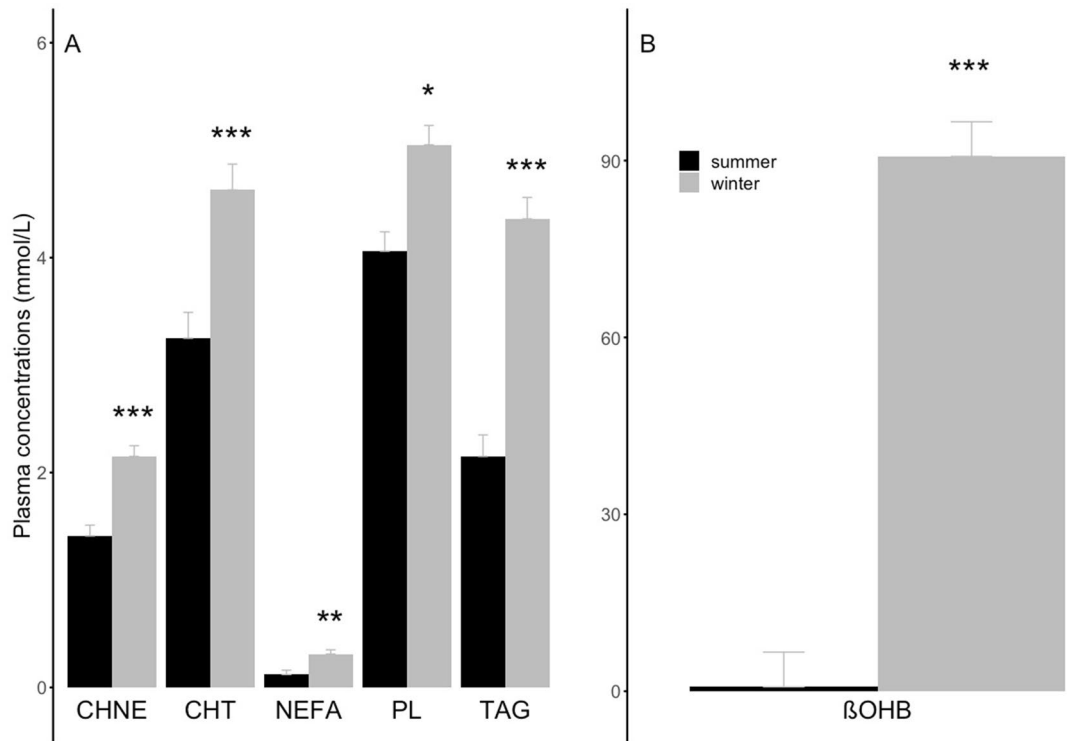 A
B
Plasma concentrations (mmol/L)
6
4
2
0
***
***
**
*
***
CHNE CHT NEFA PL TAG
90
60
30
0
***
summer
winter
ßOHB